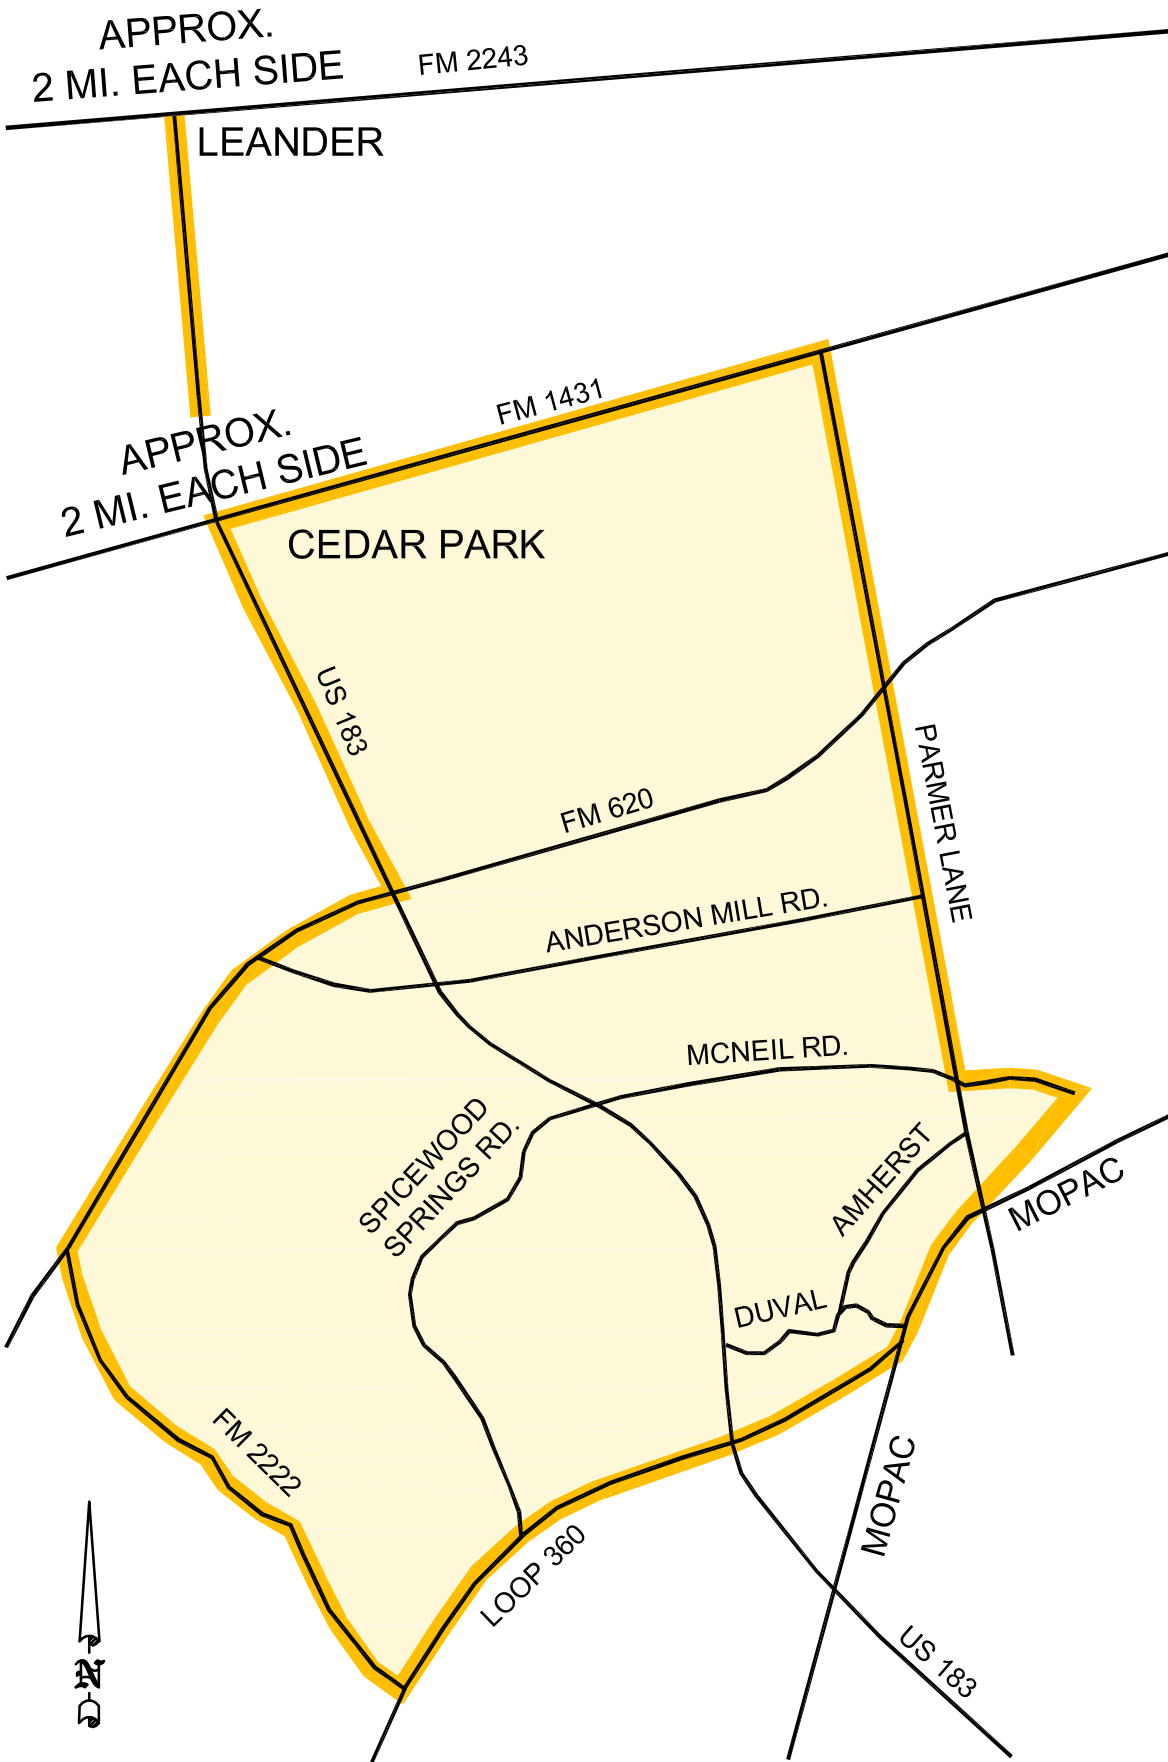 APPROX.
2 MI. EACH SIDE
FM 2243
LEANDER
APPROX.
2 MI. EACH SIDE
FM 1431
CEDAR PARK
US 183
FM 620
PARMER LANE
ANDERSON MILL RD.
MCNEIL RD.
SPICEWOOD
SPRINGS RD.
AMHERST
MOPAC
DUVAL
FM 2222
MOPAC
LOOP 360
US 183
N